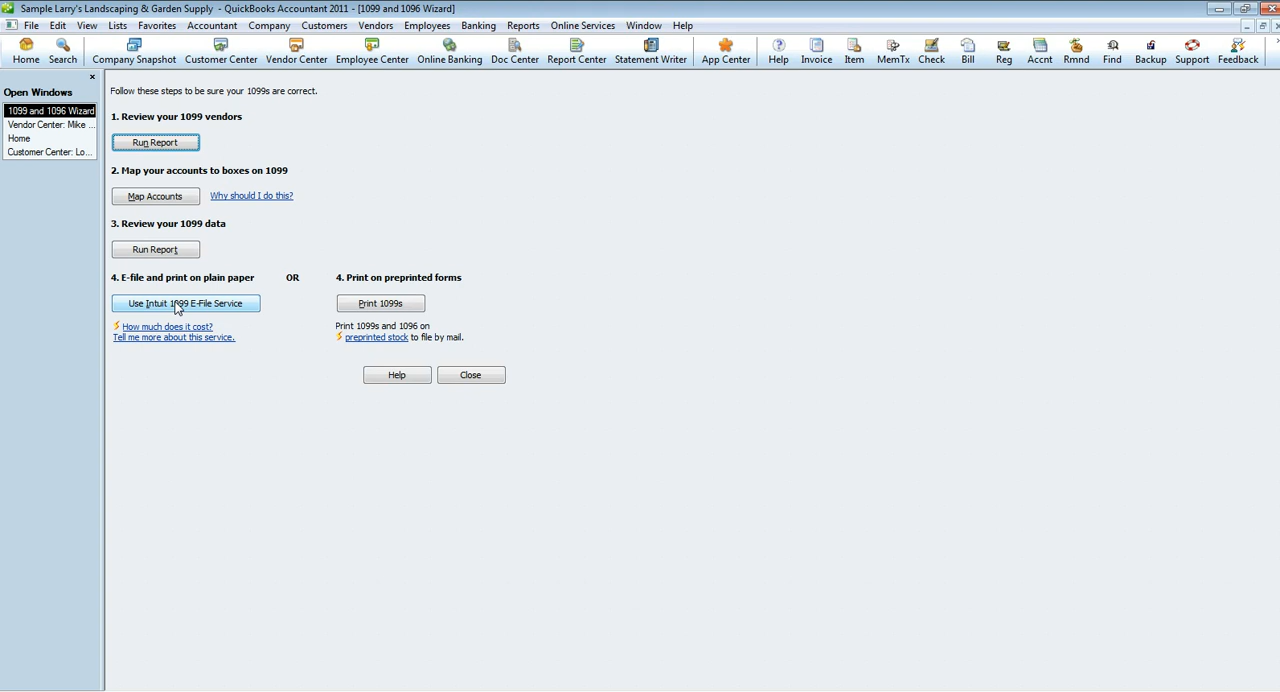 Sample Larry's Landscaping & Garden Supply - QuickBooks Accountant 2011 - [1099 and 1096 Wizard]
File Edit View Lists Favorites Accountant Company Customers Vendors Employees Banking Reports Online Services Window Help
Home Search Company Snapshot Customer Center Vendor Center Employee Center Online Banking Doc Center Report Center Statement Writer App Center Help Invoice Item MemTx Check Bill Reg Accnt Rmnd Find Backup Support Feedback
Open Windows
1099 and 1096 Wizard
Vendor Center: Mike ...
Home
Customer Center: Lo...
Follow these steps to be sure your 1099s are correct.
1. Review your 1099 vendors
Run Report
2. Map your accounts to boxes on 1099
Map Accounts Why should I do this?
3. Review your 1099 data
Run Report
4. E-file and print on plain paper OR 4. Print on preprinted forms
Use Intuit 1099 E-File Service Print 1099s
How much does it cost? Print 1099s and 1096 on
Tell me more about this service. preprinted stock to file by mail.
Help Close